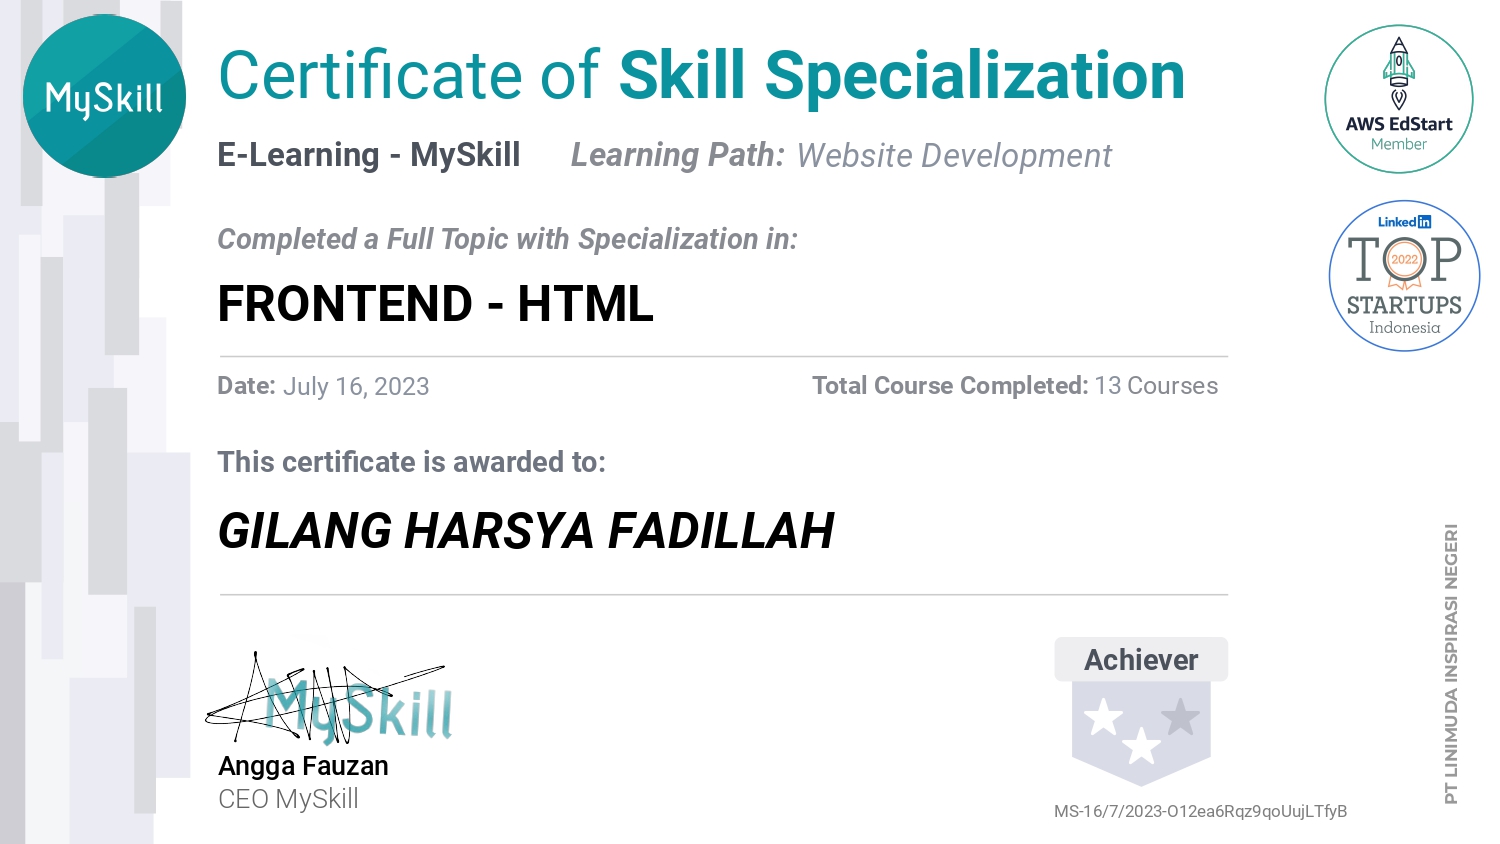 MySkill
Certificate of Skill Specialization
AWS EdStart
Member
E-Learning - MySkill Learning Path: Website Development
LinkedIn
TOP
2022
STARTUPS
Indonesia
Completed a Full Topic with Specialization in:
FRONTEND - HTML
Date: July 16, 2023 Total Course Completed: 13 Courses
This certificate is awarded to:
GILANG HARSYA FADILLAH
MySkill
Angga Fauzan
CEO MySkill
Achiever
MS-16/7/2023-O12ea6Rqz9qoUujLTfyB
PT LINIMUDA INSPIRASI NEGERI